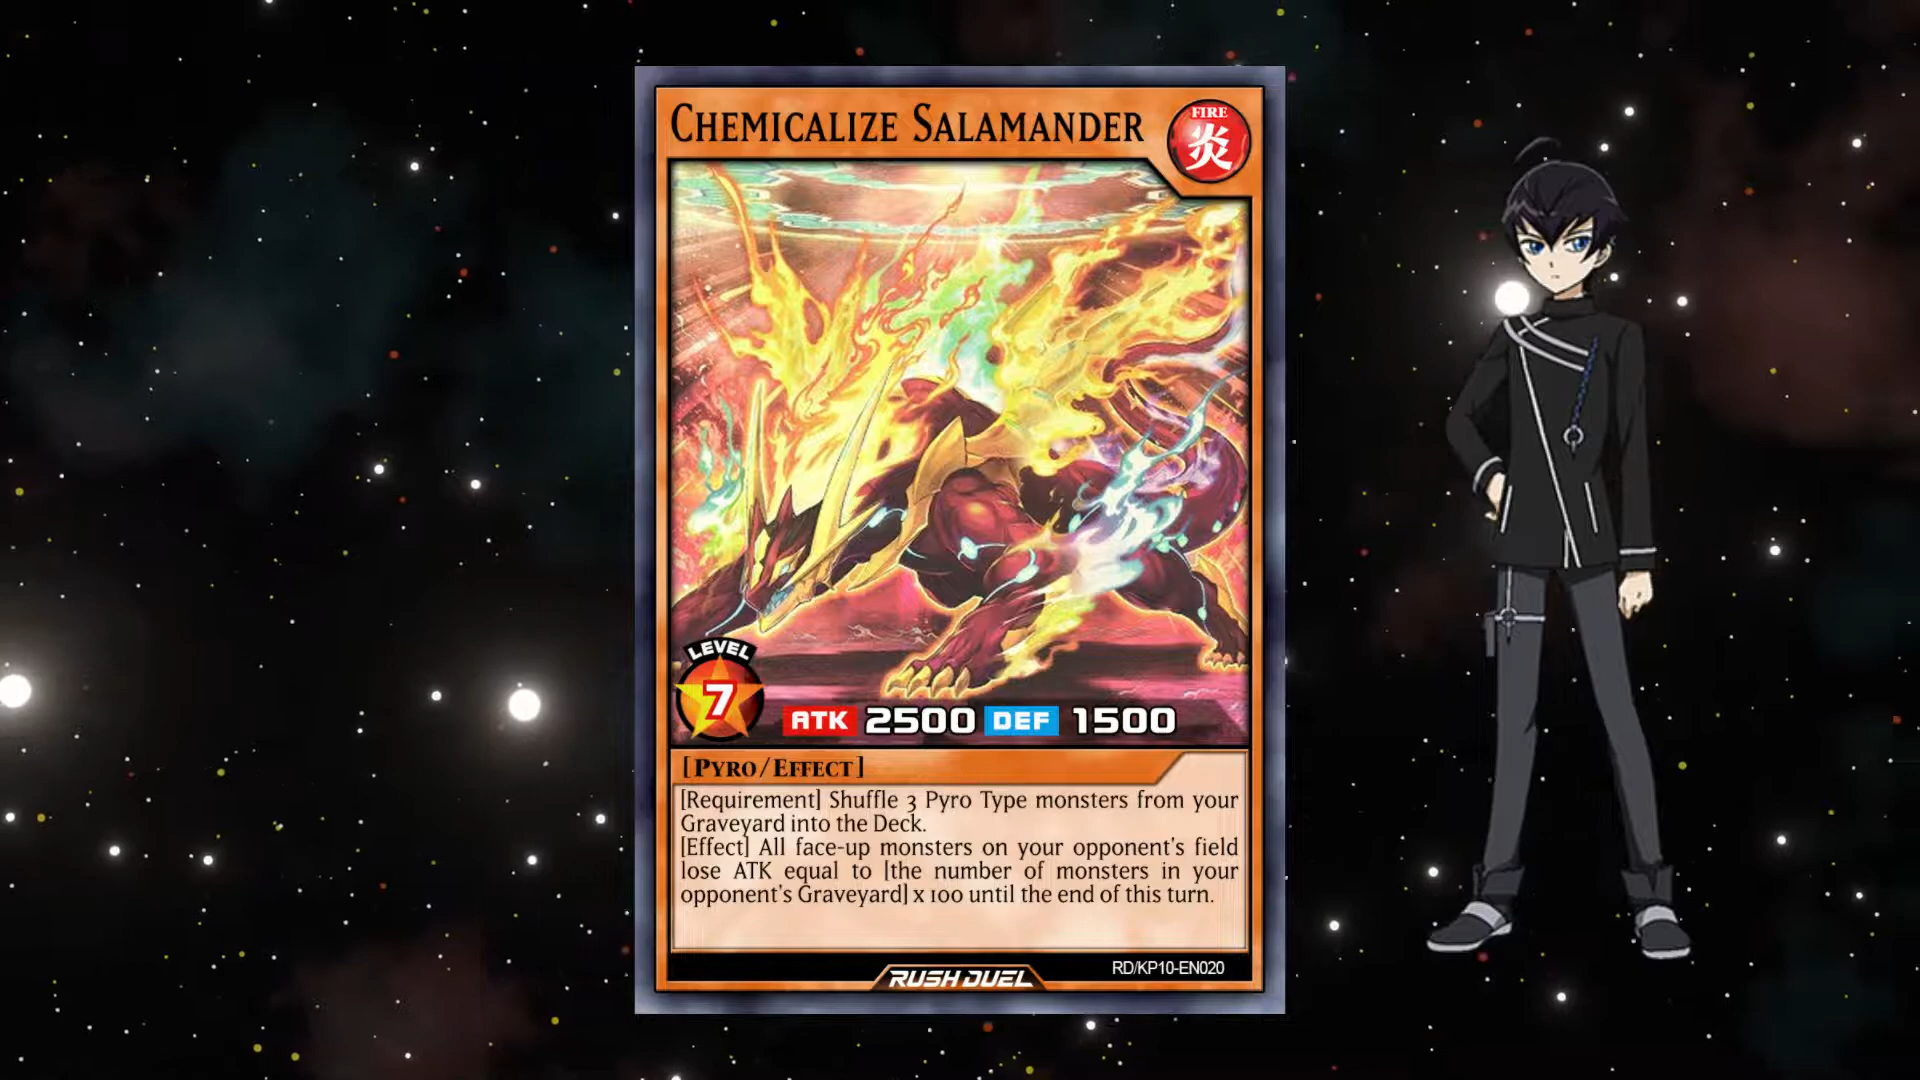 CHEMICALIZE SALAMANDER
FIRE
炎
LEVEL
7
ATK 2500 DEF 1500
[PYRO/EFFECT]
[Requirement] Shuffle 3 Pyro Type monsters from your
Graveyard into the Deck.
[Effect] All face-up monsters on your opponent's field
lose ATK equal to [the number of monsters in your
opponent's Graveyard] x 100 until the end of this turn.
RUSH DUEL
RD/KP10-EN020